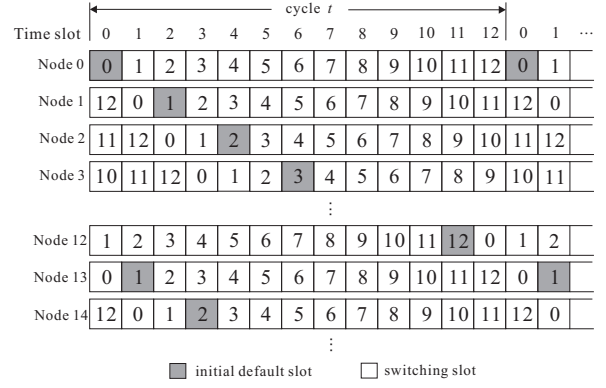 cycle t
Time slot 0 1 2 3 4 5 6 7 8 9 10 11 12 0 1 ...
Node 0 0 1 2 3 4 5 6 7 8 9 10 11 12 0 1
Node 1 12 0 1 2 3 4 5 6 7 8 9 10 11 12 0
Node 2 11 12 0 1 2 3 4 5 6 7 8 9 10 11 12
Node 3 10 11 12 0 1 2 3 4 5 6 7 8 9 10 11
⋮
Node 12 1 2 3 4 5 6 7 8 9 10 11 12 0 1 2
Node 13 0 1 2 3 4 5 6 7 8 9 10 11 12 0 1
Node 14 12 0 1 2 3 4 5 6 7 8 9 10 11 12 0
⋮
initial default slot switching slot